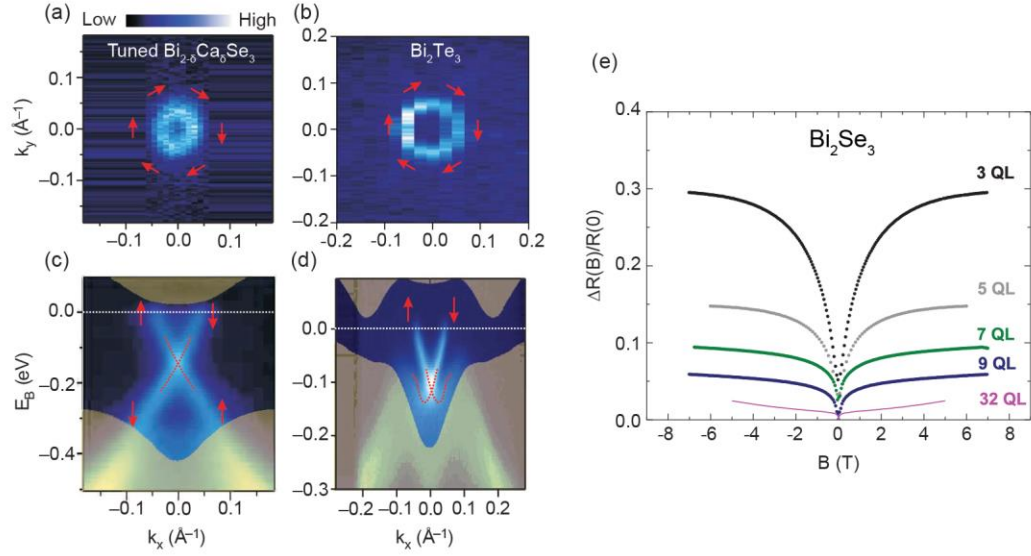 (a)
Low High
Tuned Bi₂₋δCaδSe₃
k_y (Å⁻¹)
0.1
0.0
−0.1
−0.1 0.0 0.1
(b)
Bi₂Te₃
0.2
0.1
0.0
−0.1
−0.2
-0.2 −0.1 0.0 0.1 0.2
(c)
E_B (eV)
0.0
−0.2
−0.4
−0.1 0.0 0.1
k_x (Å⁻¹)
(d)
0.0
−0.1
−0.2
−0.3
−0.2 −0.1 0.0 0.1 0.2
k_x (Å⁻¹)
(e)
Bi₂Se₃
ΔR(B)/R(0)
0.4
0.3
0.2
0.1
0.0
3 QL
5 QL
7 QL
9 QL
32 QL
-8 -6 -4 -2 0 2 4 6 8
B (T)